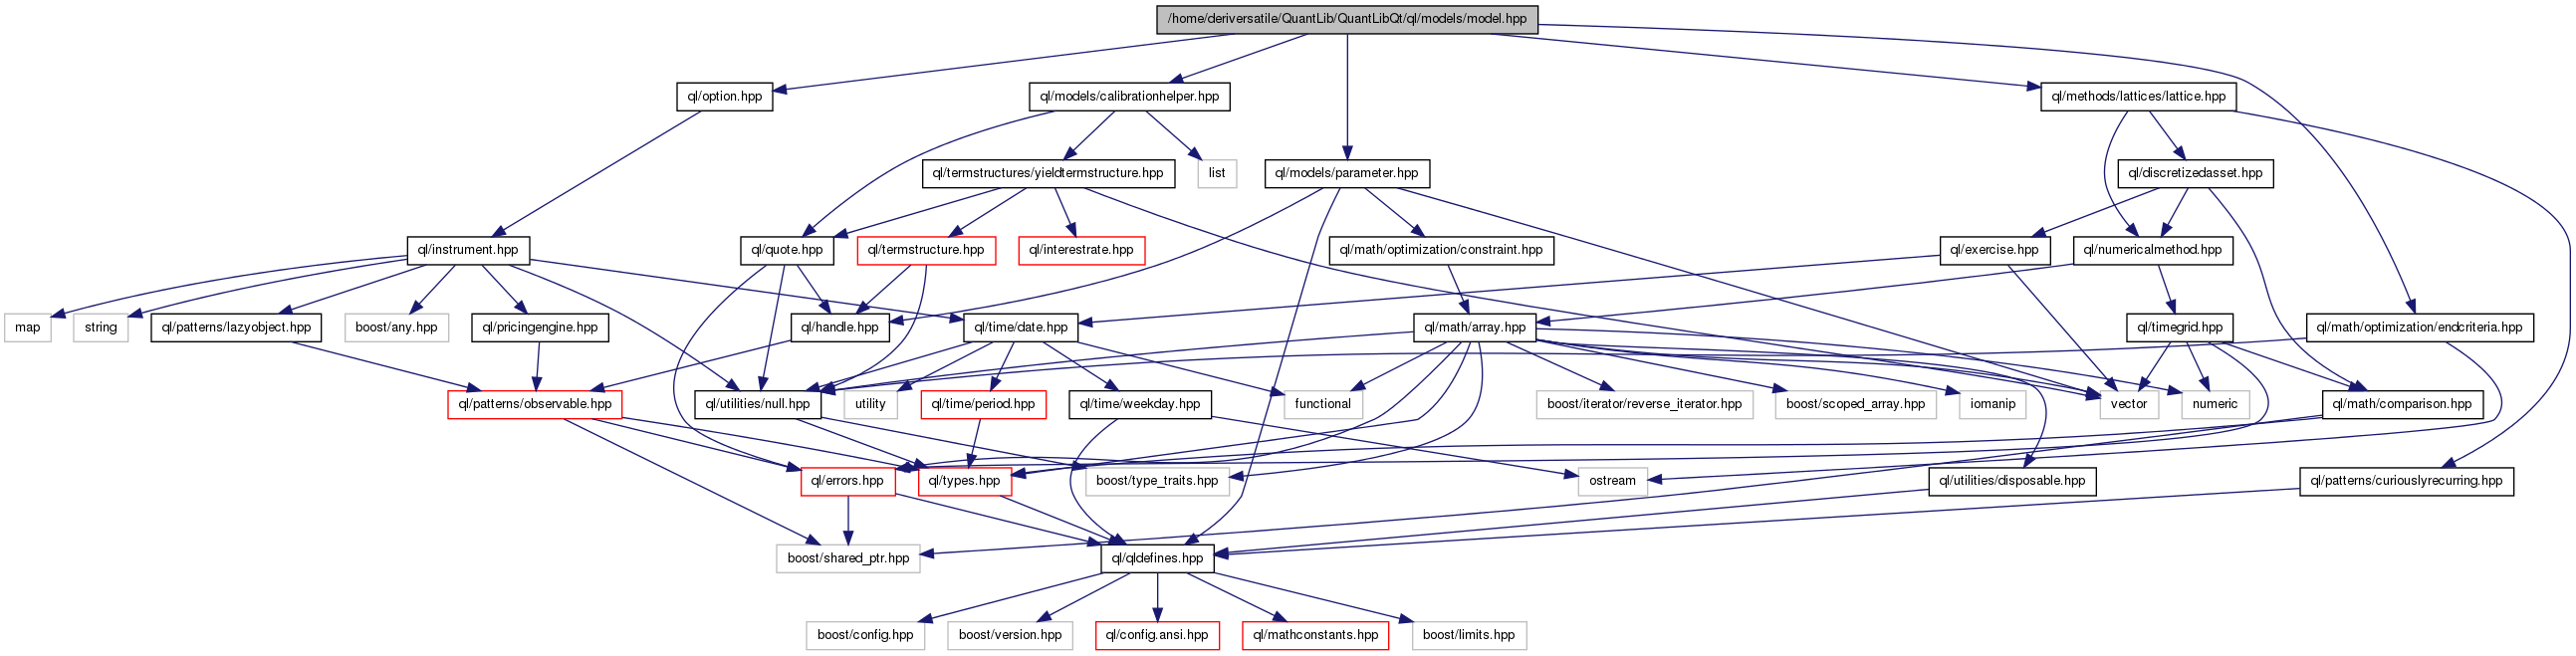 /home/deriversatile/QuantLib/QuantLibQt/ql/models/model.hpp
ql/option.hpp
ql/models/calibrationhelper.hpp
ql/methods/lattices/lattice.hpp
ql/termstructures/yieldtermstructure.hpp
list
ql/models/parameter.hpp
ql/discretizedasset.hpp
ql/instrument.hpp
ql/quote.hpp
ql/termstructure.hpp
ql/interestrate.hpp
ql/math/optimization/constraint.hpp
ql/exercise.hpp
ql/numericalmethod.hpp
map
string
ql/patterns/lazyobject.hpp
boost/any.hpp
ql/pricingengine.hpp
ql/handle.hpp
ql/time/date.hpp
ql/math/array.hpp
ql/timegrid.hpp
ql/math/optimization/endcriteria.hpp
ql/patterns/observable.hpp
ql/utilities/null.hpp
utility
ql/time/period.hpp
ql/time/weekday.hpp
functional
boost/iterator/reverse_iterator.hpp
boost/scoped_array.hpp
iomanip
vector
numeric
ql/math/comparison.hpp
ql/errors.hpp
ql/types.hpp
boost/type_traits.hpp
ostream
ql/utilities/disposable.hpp
ql/patterns/curiouslyrecurring.hpp
boost/shared_ptr.hpp
ql/qldefines.hpp
boost/config.hpp
boost/version.hpp
ql/config.ansi.hpp
ql/mathconstants.hpp
boost/limits.hpp